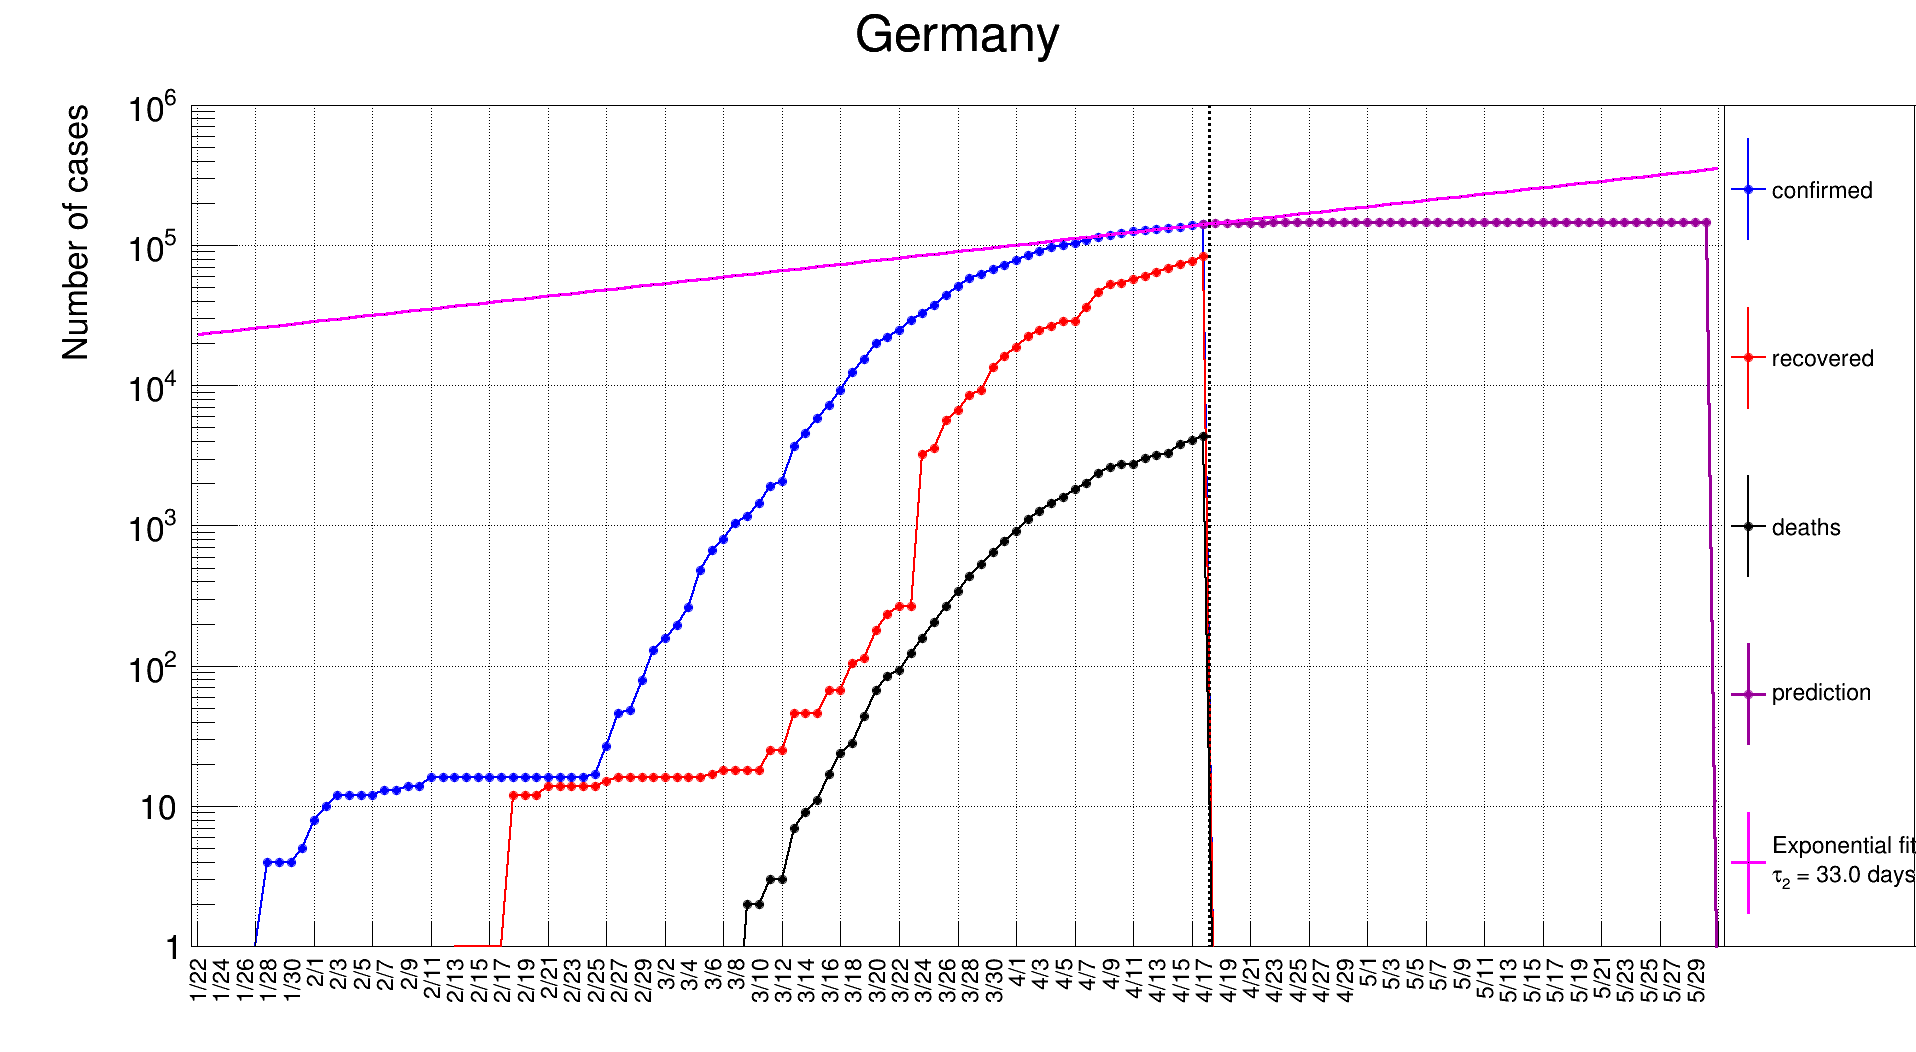 Germany
Number of cases
10^6
10^5
10^4
10^3
10^2
10
1
1/22 1/24 1/26 1/28 1/30 2/1 2/3 2/5 2/7 2/9 2/11 2/13 2/15 2/17 2/19 2/21 2/23 2/25 2/27 2/29 3/2 3/4 3/6 3/8 3/10 3/12 3/14 3/16 3/18 3/20 3/22 3/24 3/26 3/28 3/30 4/1 4/3 4/5 4/7 4/9 4/11 4/13 4/15 4/17 4/19 4/21 4/23 4/25 4/27 4/29 5/1 5/3 5/5 5/7 5/9 5/11 5/13 5/15 5/17 5/19 5/21 5/23 5/25 5/27 5/29
confirmed
recovered
deaths
prediction
Exponential fit
τ₂ = 33.0 days